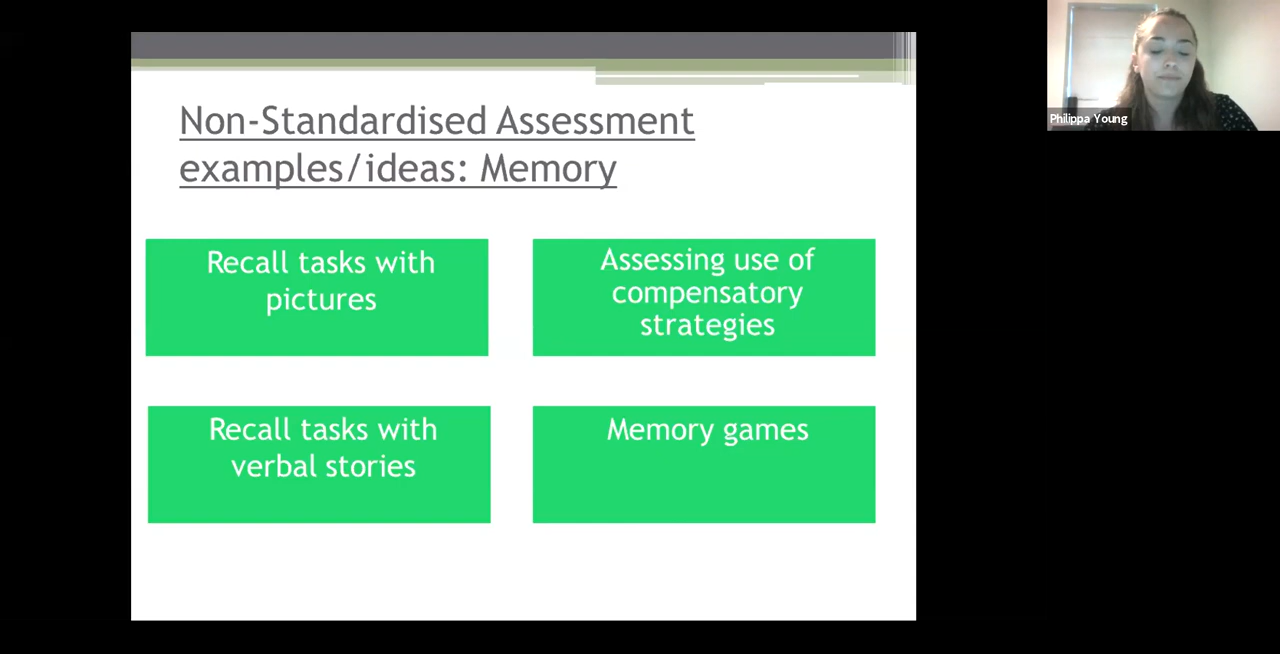 Non-Standardised Assessment
examples/ideas: Memory
Recall tasks with
pictures
Assessing use of
compensatory
strategies
Recall tasks with
verbal stories
Memory games
Philippa Young